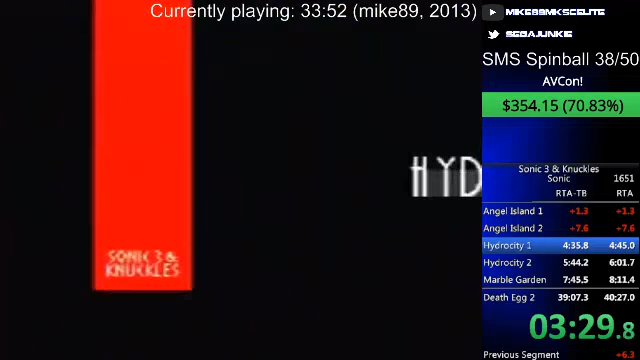 Currently playing: 33:52 (mike89, 2013)
MIKE89MKSCELITE
SEGAJUNKIE
SMS Spinball 38/50
AVCon!
$354.15 (70.83%)
Sonic 3 & Knuckles
Sonic 1651
RTA-TB RTA
Angel Island 1 +1.3 +1.3
Angel Island 2 +7.6 +7.6
Hydrocity 1 4:35.8 4:45.0
Hydrocity 2 5:44.2 6:01.7
Marble Garden 7:45.5 8:11.4
Death Egg 2 39:07.3 40:27.0
03:29.8
Previous Segment +6.3
HYD
SONIC 3 &
KNUCKLES